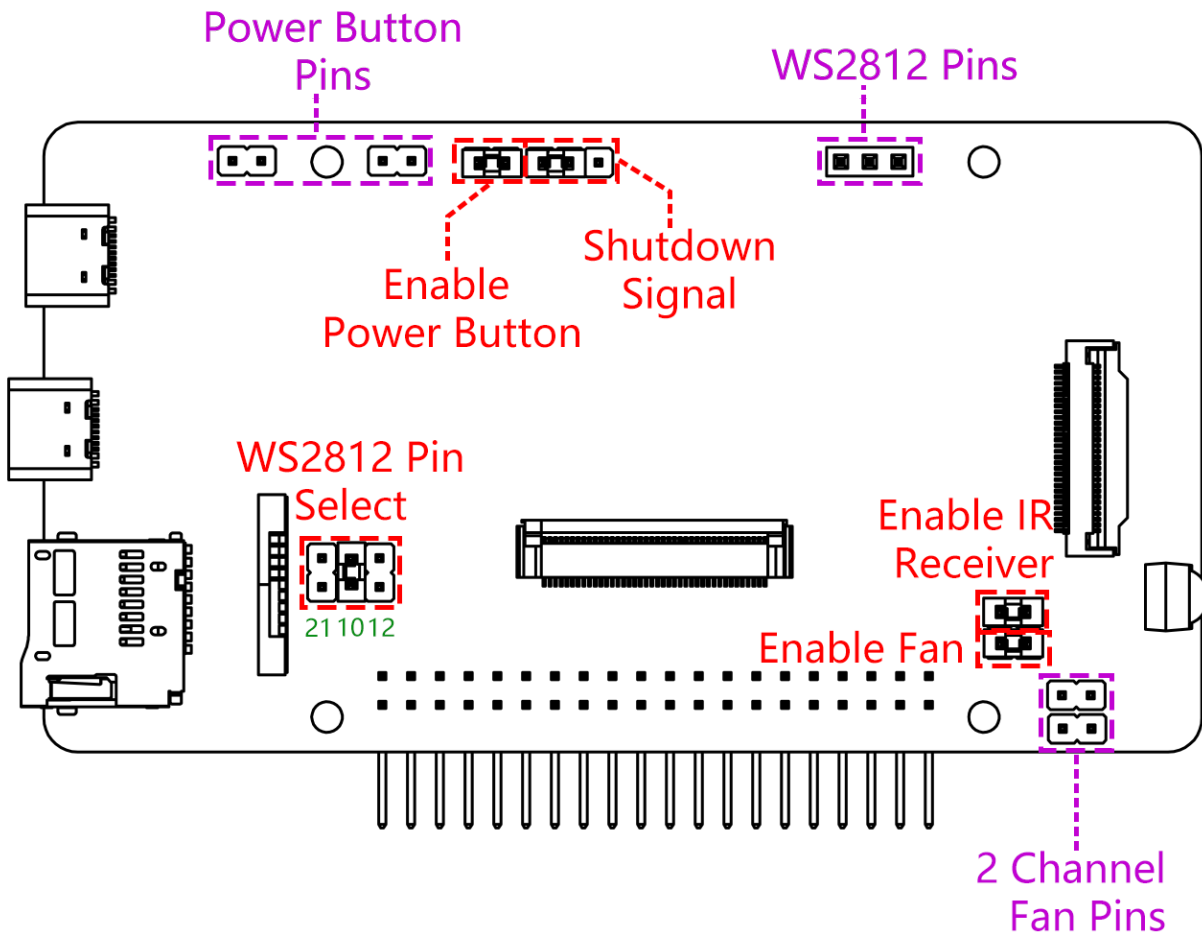 Power Button
Pins
WS2812 Pins
Shutdown
Signal
Enable
Power Button
WS2812 Pin
Select
21 10 12
Enable IR
Receiver
Enable Fan
2 Channel
Fan Pins